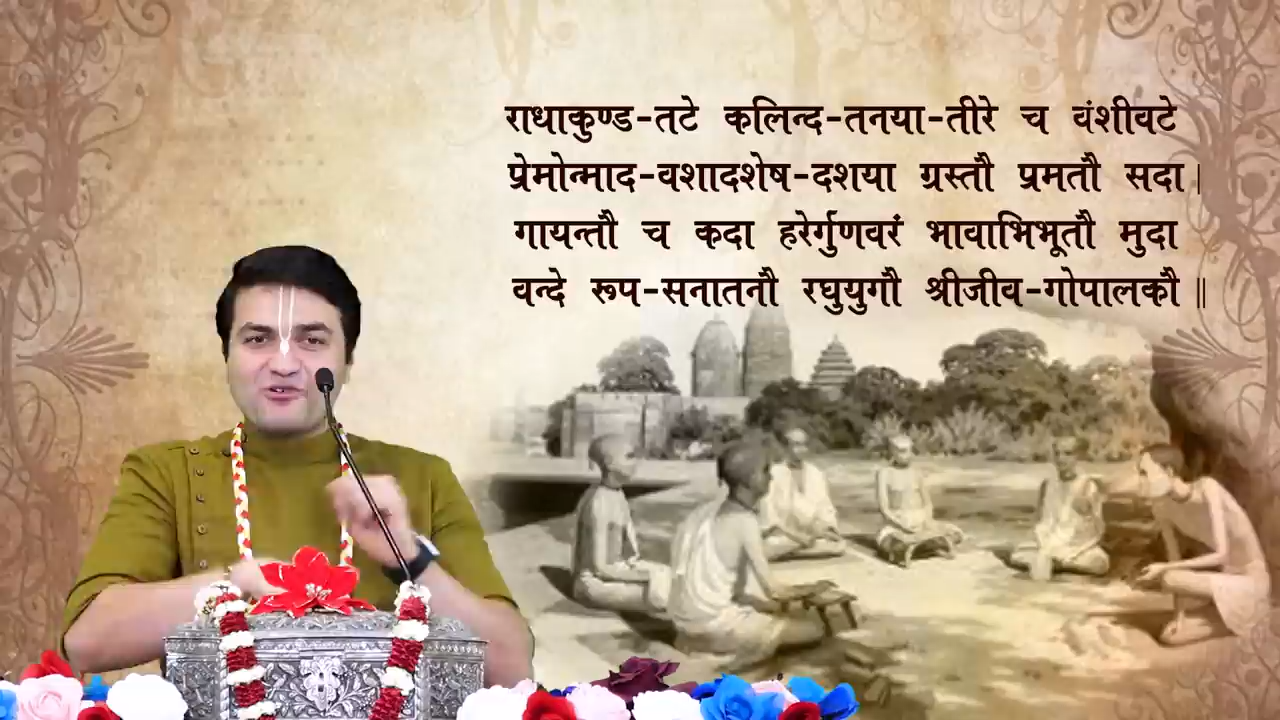 राधाकुण्ड-तटे कलिन्द-तनया-तीरे च वंशीवटे
प्रेमोन्माद-वशादशेष-दशया ग्रस्तौ प्रमतौ सदा।
गायन्तौ च कदा हरेर्गुणवरं भावाभिभूतौ मुदा
वन्दे रूप-सनातनौ रघुयुगौ श्रीजीव-गोपालकौ॥